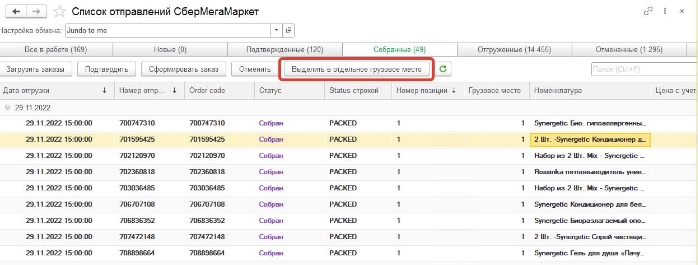 Список отправлений СберМегаМаркет
Настройка обмена: Jundo to me
Все в работе (169) Новые (0) Подтвержденные (120) Собранные (49) Отгруженные (14 455) Отмененные (1 295)
Загрузить заказы Подтвердить Сформировать заказ Отменить Выделить в отдельное грузовое место Поиск (Ctrl+F)
Дата отгрузки Номер отпр... Order code Статус Status строкой Номер позиции Грузовое место Номенклатура Цена с учет
29.11.2022
29.11.2022 15:00:00 700747310 700747310 Собран PACKED 1 1 Synergetic Био. гипоаллергенны...
29.11.2022 15:00:00 701595425 701595425 Собран PACKED 1 1 2 Шт. -Synergetic Кондиционер д...
29.11.2022 15:00:00 702120970 702120970 Собран PACKED 1 1 Набор из 2 Шт. Mix - Synergetic ...
29.11.2022 15:00:00 702360818 702360818 Собран PACKED 1 1 Rossinka пятновыводитель унив...
29.11.2022 15:00:00 703036485 703036485 Собран PACKED 1 1 Набор из 2 Шт. Mix - Synergetic ...
29.11.2022 15:00:00 706707108 706707108 Собран PACKED 1 1 Synergetic Кондиционер для бел...
29.11.2022 15:00:00 706836352 706836352 Собран PACKED 1 1 Synergetic Биоразлагаемый опо...
29.11.2022 15:00:00 707472148 707472148 Собран PACKED 1 1 2 Шт -Synergetic Спрей чистящи...
29.11.2022 15:00:00 708898664 708898664 Собран PACKED 1 1 Synergetic Гель для душа «Пачу...